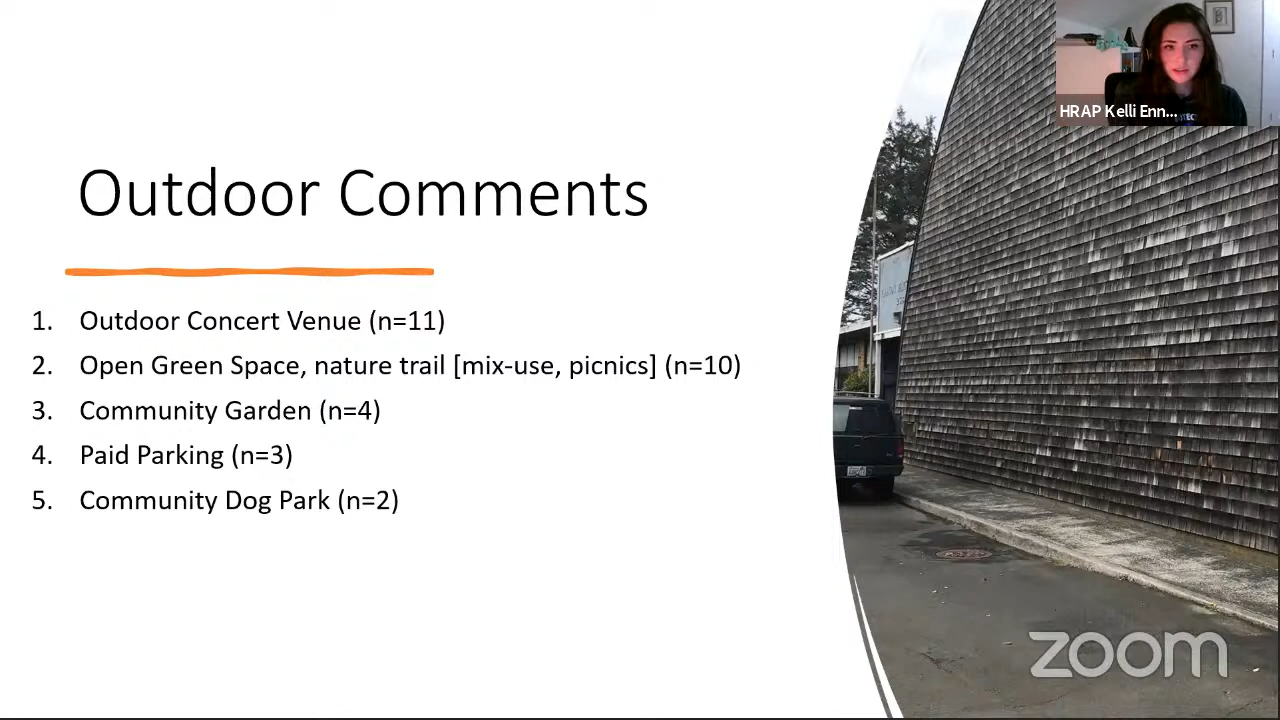 HRAP Kelli Enn...
Outdoor Comments
1. Outdoor Concert Venue (n=11)
2. Open Green Space, nature trail [mix-use, picnics] (n=10)
3. Community Garden (n=4)
4. Paid Parking (n=3)
5. Community Dog Park (n=2)
zoom